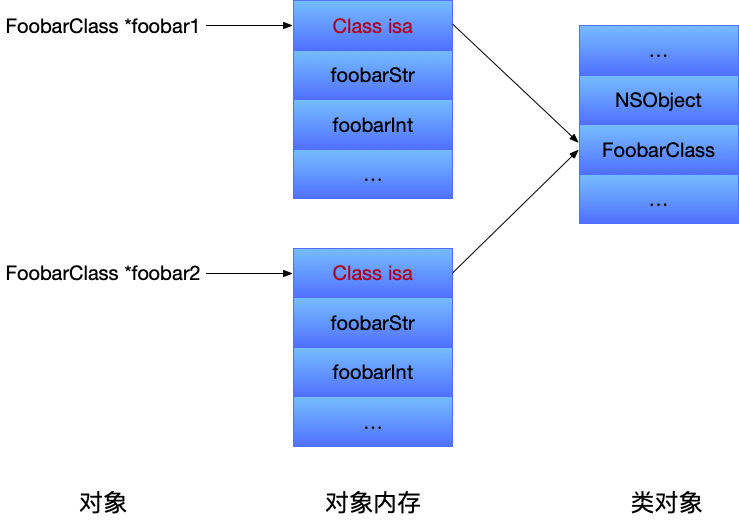 FoobarClass *foobar1
Class isa
foobarStr
foobarInt
...
...
NSObject
FoobarClass
...
FoobarClass *foobar2
Class isa
foobarStr
foobarInt
...
对象
对象内存
类对象